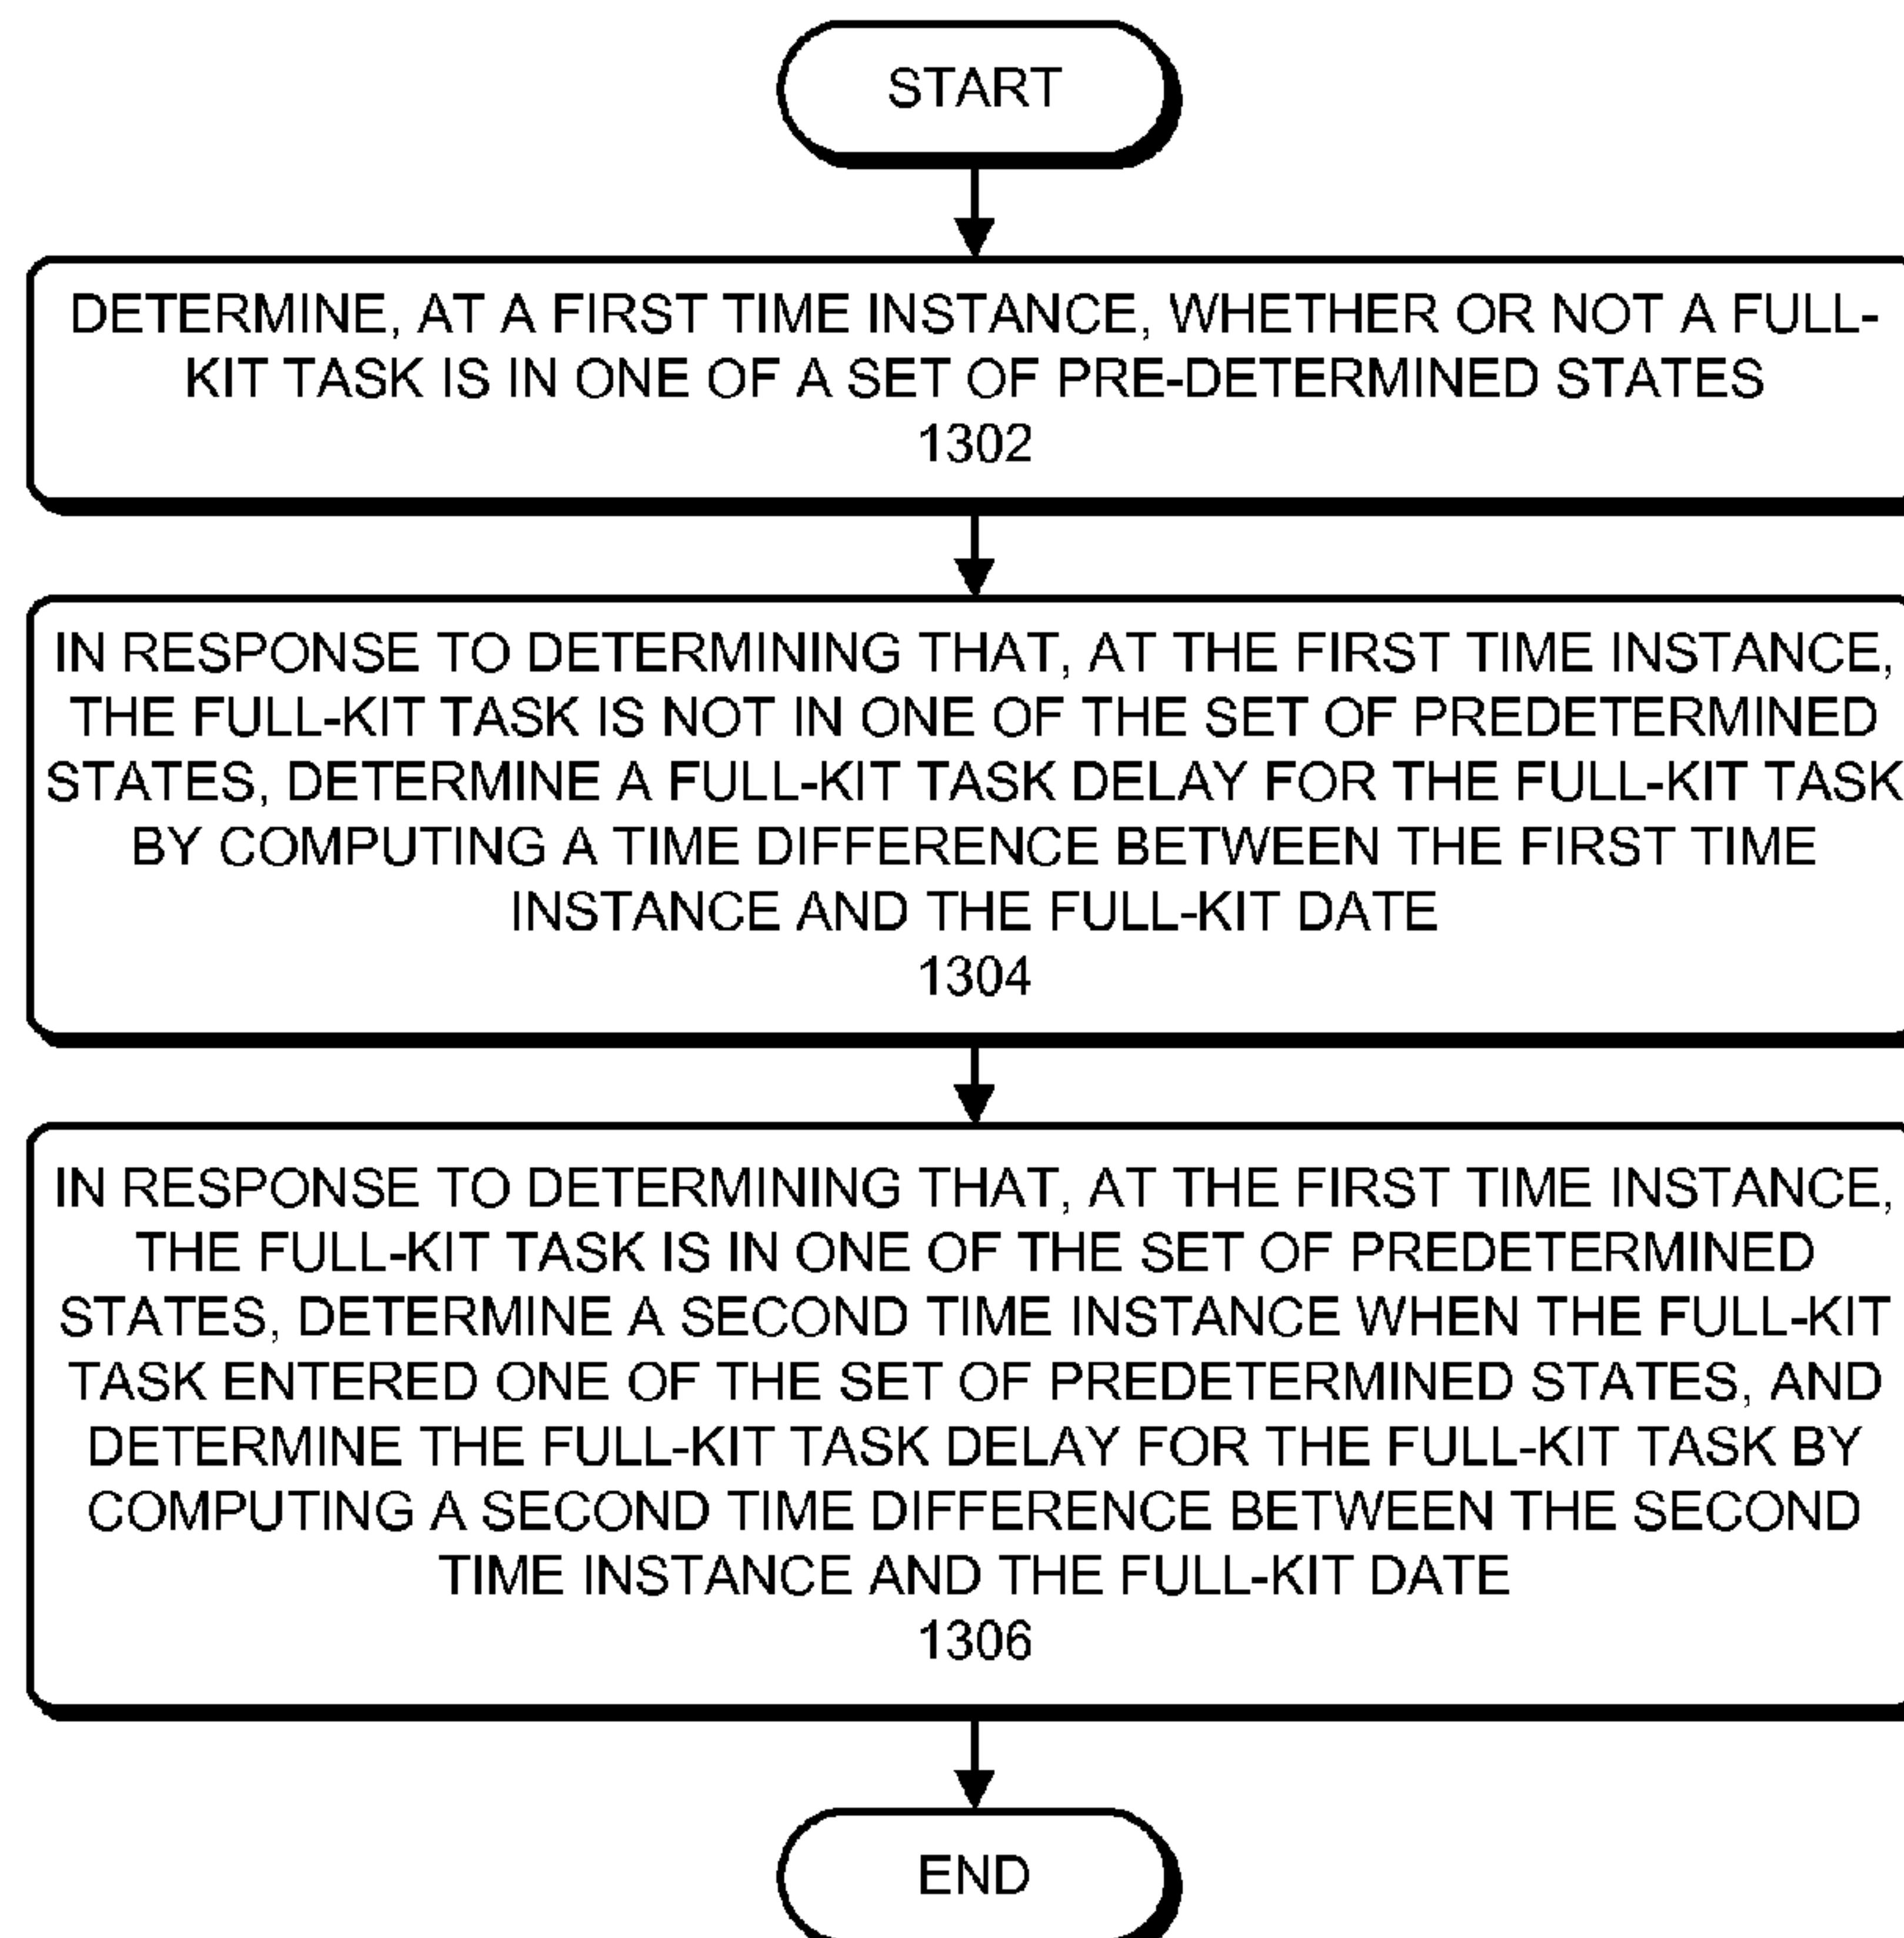 START
DETERMINE, AT A FIRST TIME INSTANCE, WHETHER OR NOT A FULL-
KIT TASK IS IN ONE OF A SET OF PRE-DETERMINED STATES
1302
IN RESPONSE TO DETERMINING THAT, AT THE FIRST TIME INSTANCE,
THE FULL-KIT TASK IS NOT IN ONE OF THE SET OF PREDETERMINED
STATES, DETERMINE A FULL-KIT TASK DELAY FOR THE FULL-KIT TASK
BY COMPUTING A TIME DIFFERENCE BETWEEN THE FIRST TIME
INSTANCE AND THE FULL-KIT DATE
1304
IN RESPONSE TO DETERMINING THAT, AT THE FIRST TIME INSTANCE,
THE FULL-KIT TASK IS IN ONE OF THE SET OF PREDETERMINED
STATES, DETERMINE A SECOND TIME INSTANCE WHEN THE FULL-KIT
TASK ENTERED ONE OF THE SET OF PREDETERMINED STATES, AND
DETERMINE THE FULL-KIT TASK DELAY FOR THE FULL-KIT TASK BY
COMPUTING A SECOND TIME DIFFERENCE BETWEEN THE SECOND
TIME INSTANCE AND THE FULL-KIT DATE
1306
END